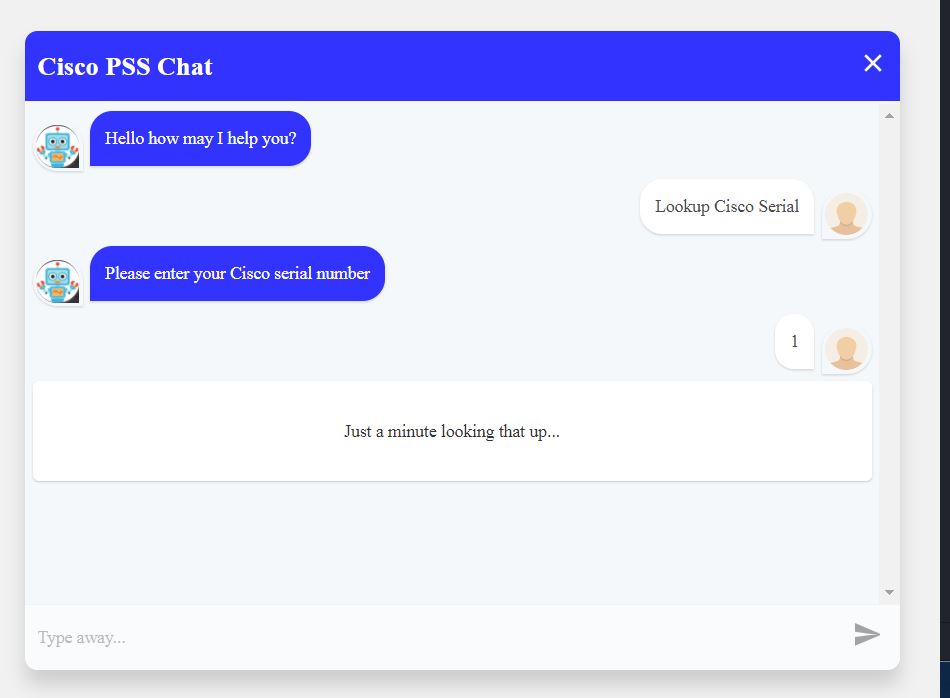 Cisco PSS Chat
Hello how may I help you?
Lookup Cisco Serial
Please enter your Cisco serial number
1
Just a minute looking that up...
Type away...